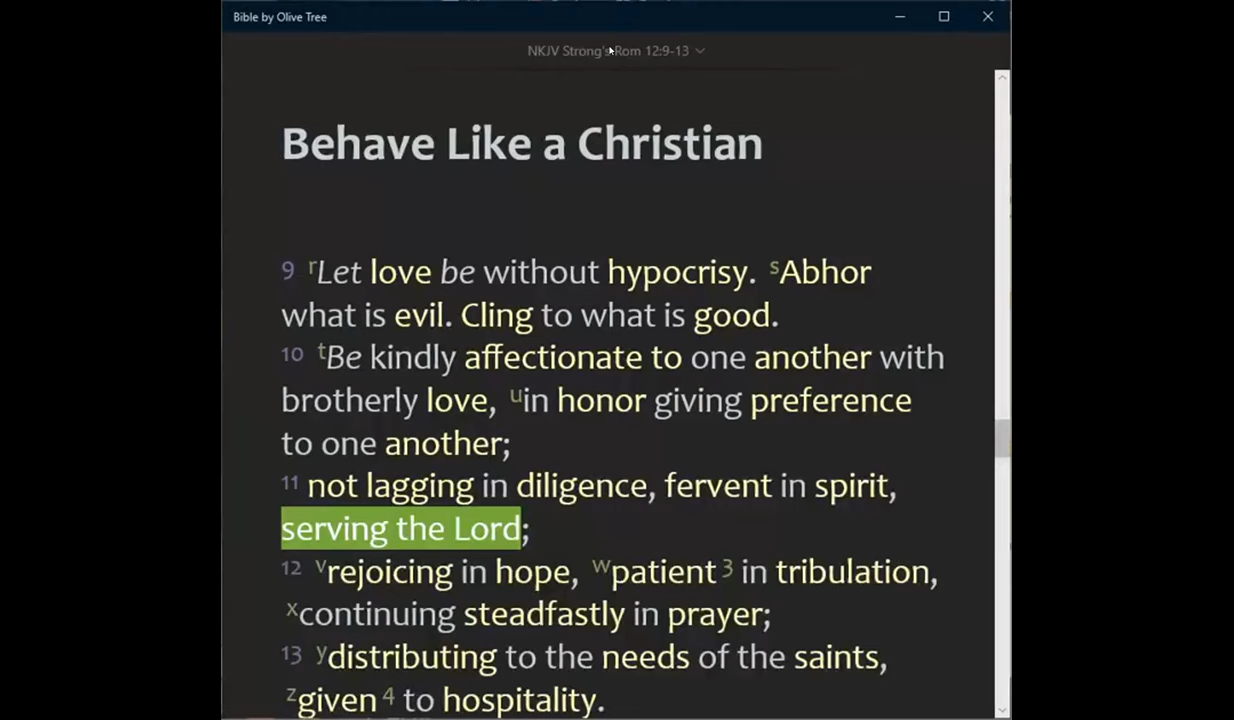 Bible by Olive Tree
NKJV Strong's Rom 12:9-13
Behave Like a Christian
9 rLet love be without hypocrisy. sAbhor
what is evil. Cling to what is good.
10 tBe kindly affectionate to one another with
brotherly love, uin honor giving preference
to one another;
11 not lagging in diligence, fervent in spirit,
serving the Lord;
12 vrejoicing in hope, wpatient 3 in tribulation,
xcontinuing steadfastly in prayer;
13 ydistributing to the needs of the saints,
zgiven 4 to hospitality.